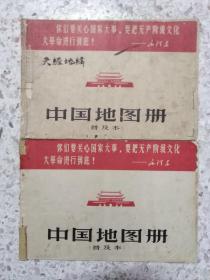 你们要关心国家大事，要把无产阶级文化
大革命进行到底！
——毛泽东
中国地图册
普及本
你们要关心国家大事，要把无产阶级文化
大革命进行到底！
——毛泽东
中国地图册
普及本